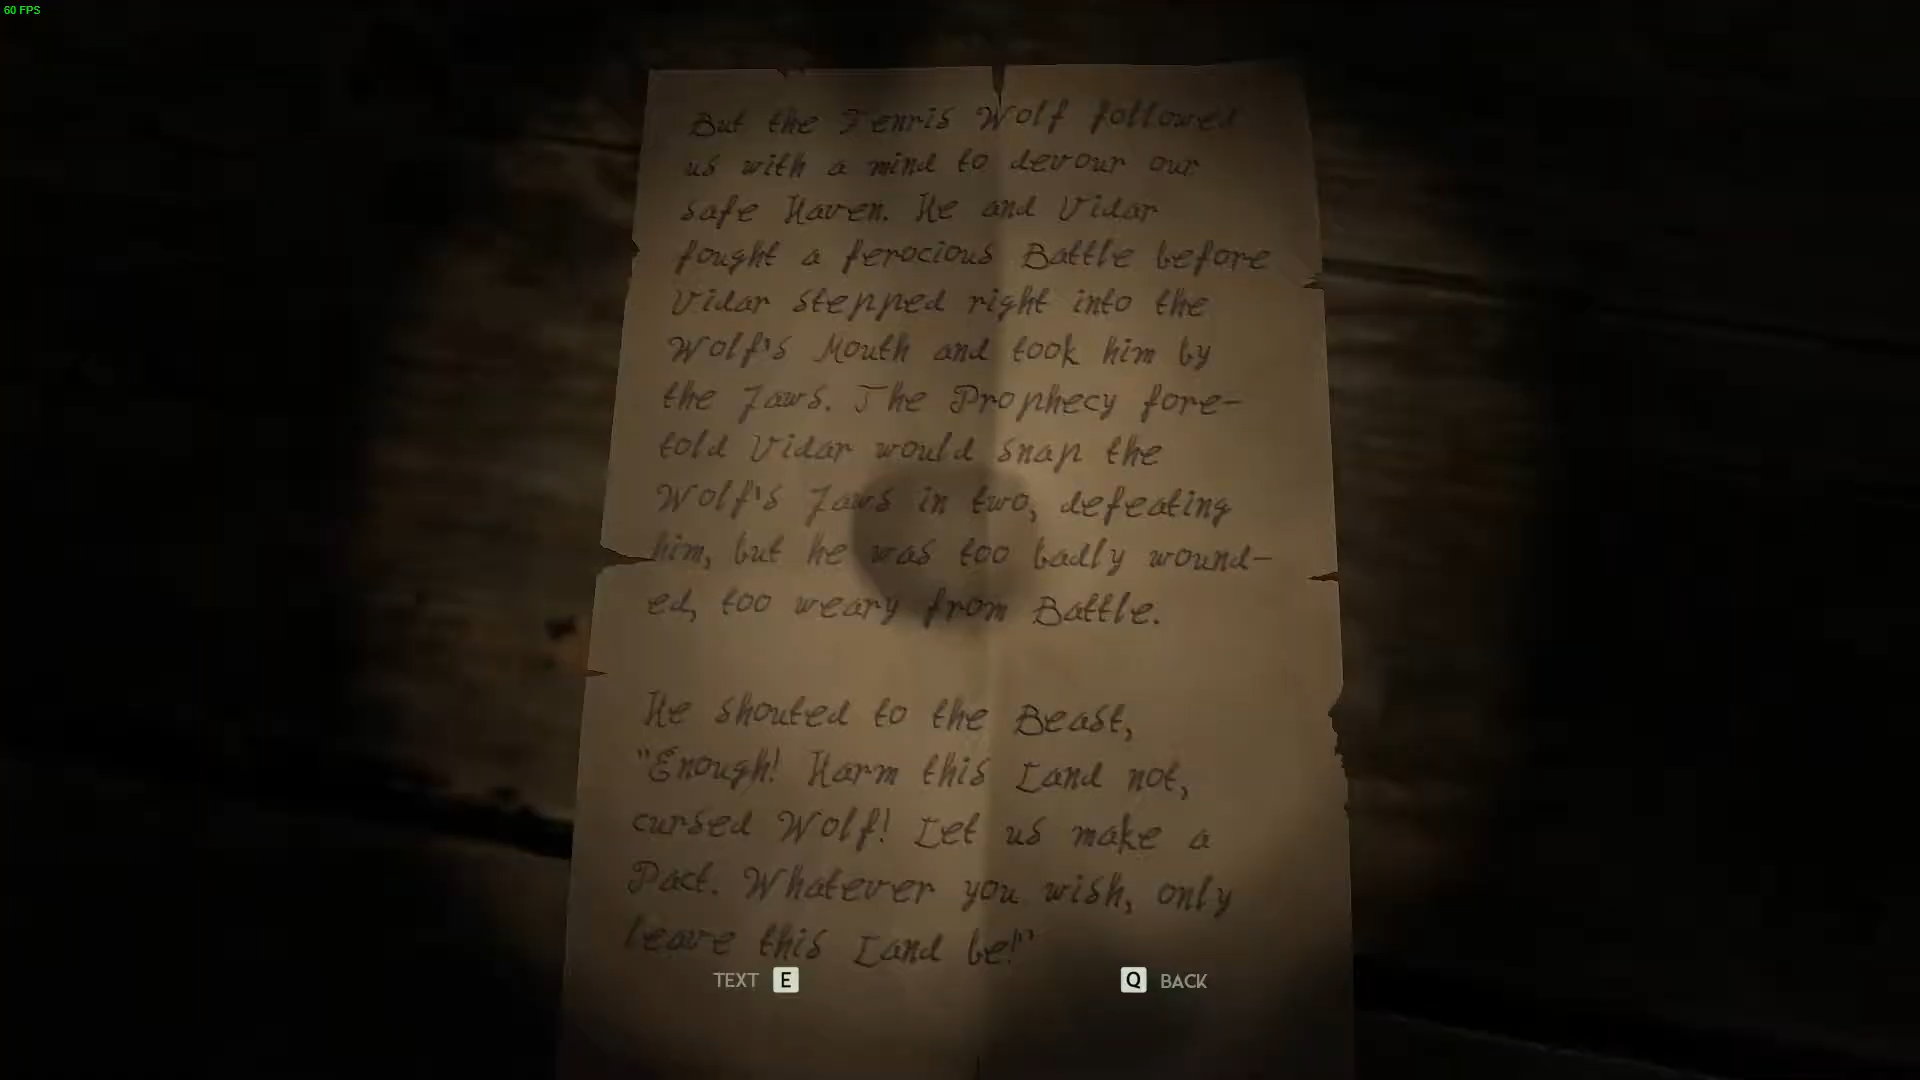 60 FPS
But the Fenris Wolf followed
us with a mind to devour our
safe Haven. He and Vidar
fought a ferocious Battle before
Vidar stepped right into the
Wolf's Mouth and took him by
the Jaws. The Prophecy fore-
told Vidar would snap the
Wolf's Jaws in two, defeating
him, but he was too badly wound-
ed, too weary from Battle.
He shouted to the Beast,
"Enough! Harm this Land not,
cursed Wolf! Let us make a
Pact. Whatever you wish, only
leave this Land be!"
TEXT E
Q BACK